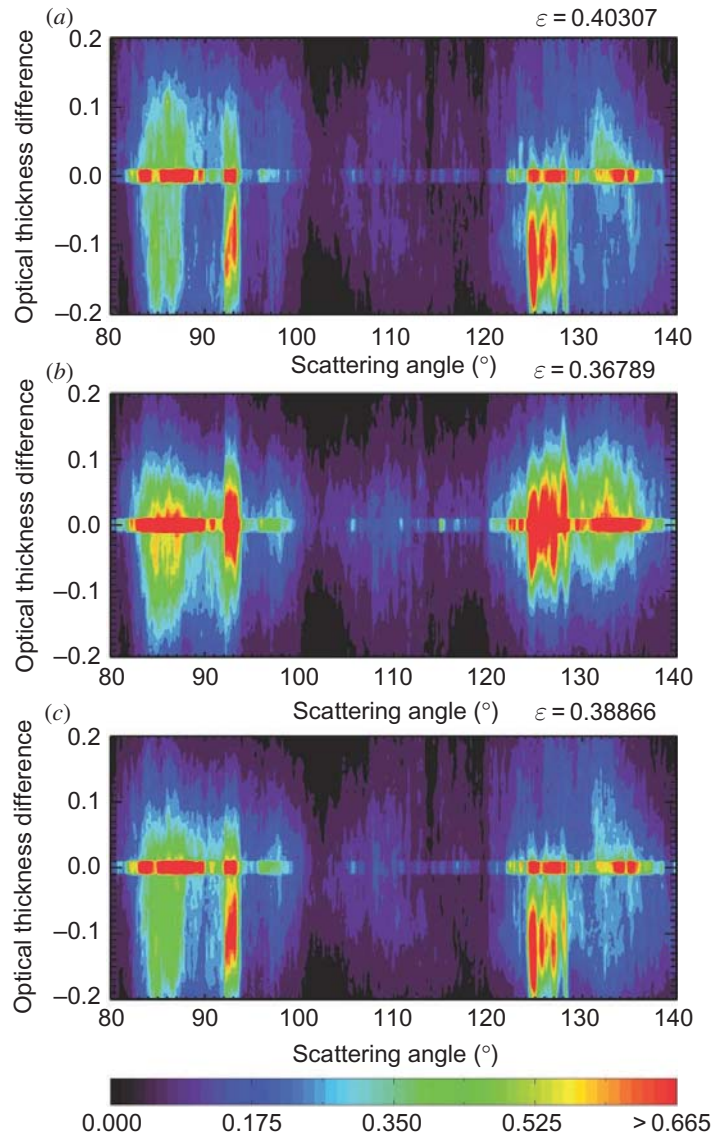 (a) ε = 0.40307
0.2
0.1
0.0
−0.1
−0.2
Optical thickness difference
80 90 100 110 120 130 140
Scattering angle (°)
(b) ε = 0.36789
0.2
0.1
0.0
−0.1
−0.2
Optical thickness difference
80 90 100 110 120 130 140
Scattering angle (°)
(c) ε = 0.38866
0.2
0.1
0.0
−0.1
−0.2
Optical thickness difference
80 90 100 110 120 130 140
Scattering angle (°)
0.000 0.175 0.350 0.525 > 0.665